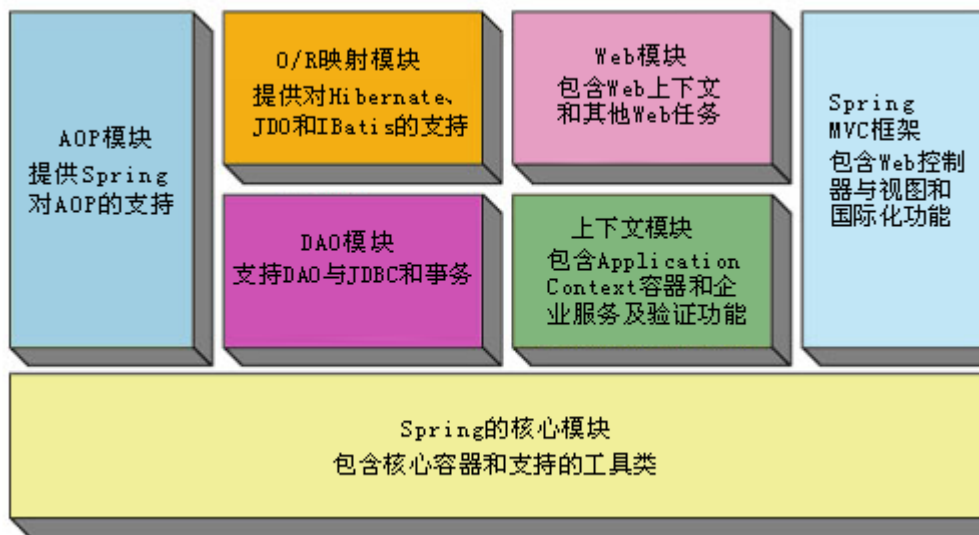 AOP模块
提供Spring
对AOP的支持
O/R映射模块
提供对Hibernate、
JDO和IBatis的支持
Web模块
包含Web上下文
和其他Web任务
Spring
MVC框架
包含Web控制
器与视图和
国际化功能
DAO模块
支持DAO与JDBC和事务
上下文模块
包含Application
Context容器和企
业服务及验证功能
Spring的核心模块
包含核心容器和支持的工具类